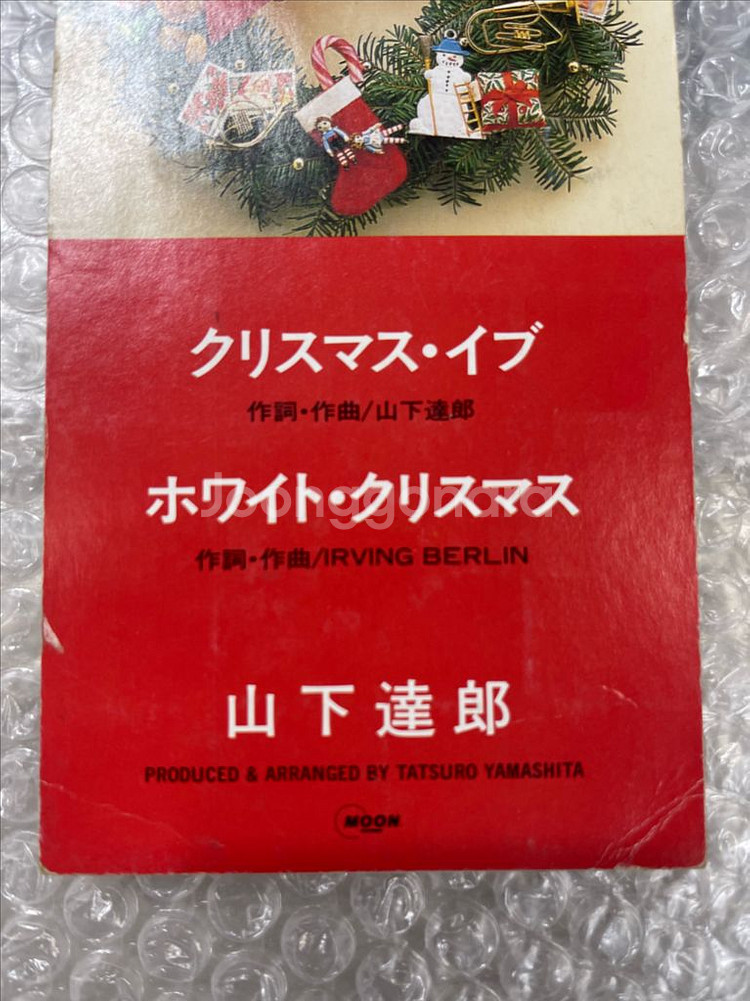 クリスマス・イブ
作詞・作曲/山下達郎
ホワイト・クリスマス
Joonggonara
作詞・作曲/IRVING BERLIN
山下達郎
PRODUCED & ARRANGED BY TATSURO YAMASHITA
MOON